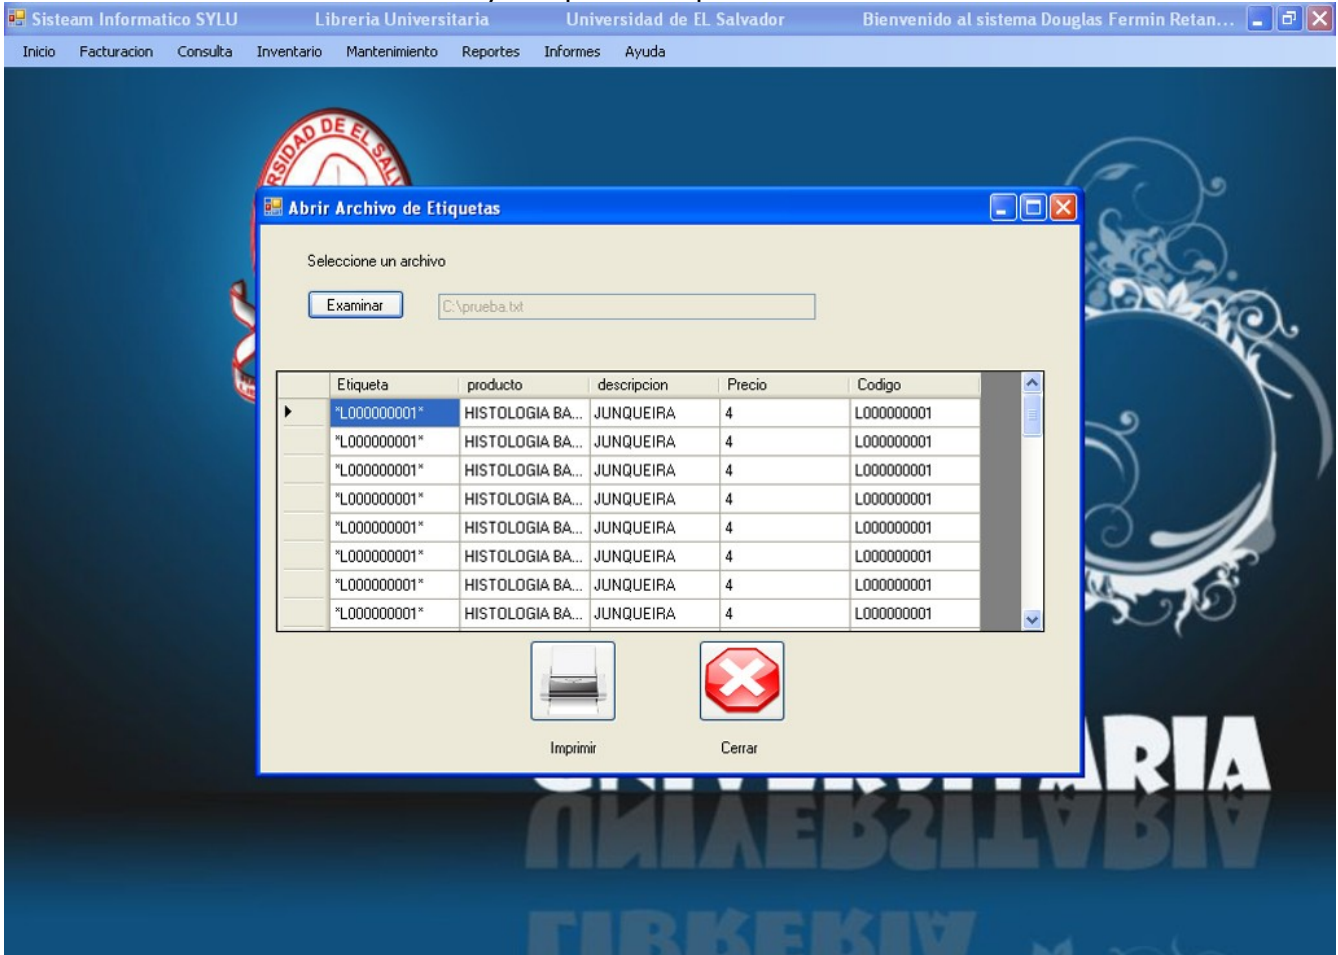 Sisteam Informatico SYLU Libreria Universitaria Universidad de EL Salvador Bienvenido al sistema Douglas Fermin Retan...
Inicio Facturacion Consulta Inventario Mantenimiento Reportes Informes Ayuda
Abrir Archivo de Etiquetas
Seleccione un archivo
Examinar C:\prueba.txt
Etiqueta producto descripcion Precio Codigo
*L000000001* HISTOLOGIA BA... JUNQUEIRA 4 L000000001
*L000000001* HISTOLOGIA BA... JUNQUEIRA 4 L000000001
*L000000001* HISTOLOGIA BA... JUNQUEIRA 4 L000000001
*L000000001* HISTOLOGIA BA... JUNQUEIRA 4 L000000001
*L000000001* HISTOLOGIA BA... JUNQUEIRA 4 L000000001
*L000000001* HISTOLOGIA BA... JUNQUEIRA 4 L000000001
*L000000001* HISTOLOGIA BA... JUNQUEIRA 4 L000000001
*L000000001* HISTOLOGIA BA... JUNQUEIRA 4 L000000001
Imprimir Cerrar
UNIVERSITARIA